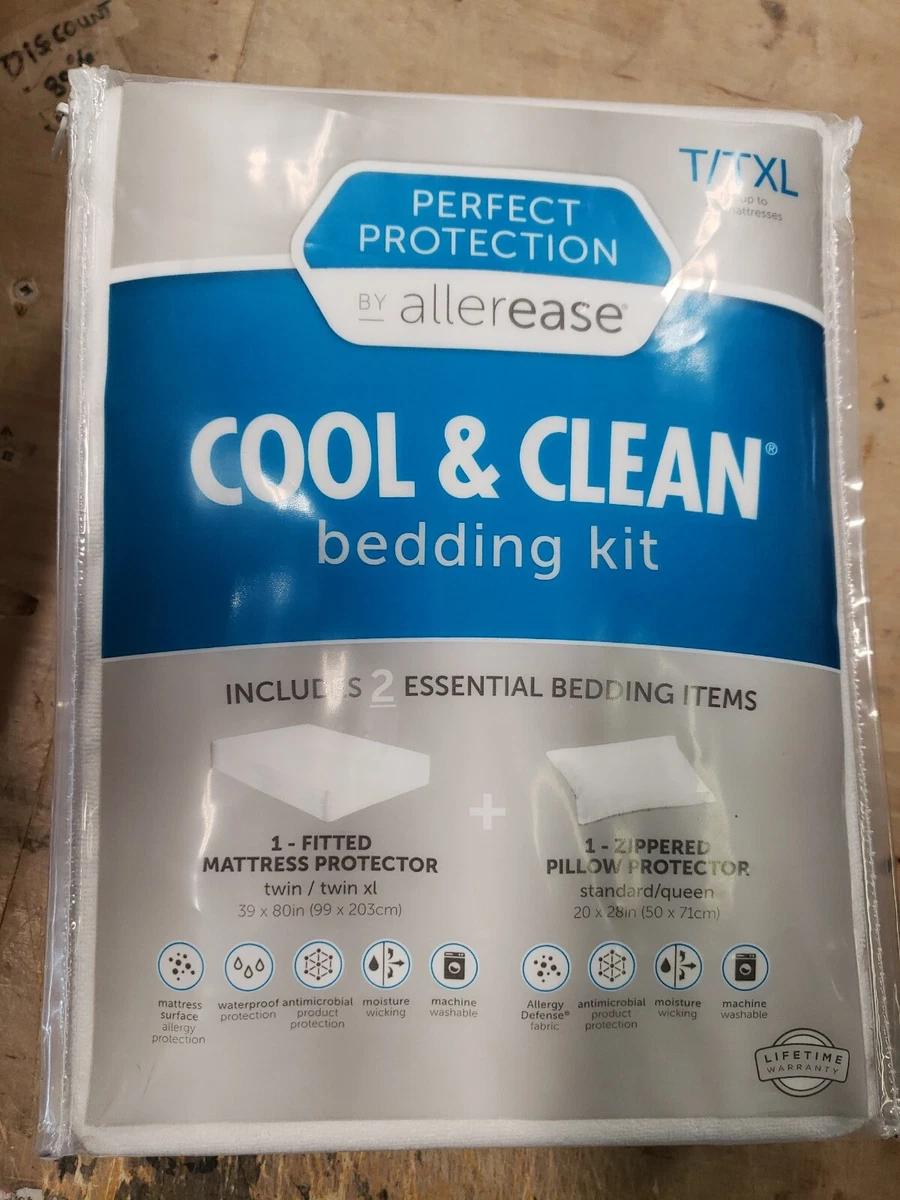 DISCOUNT
T/TXL
up to
mattresses
PERFECT
PROTECTION
BY allerease®
COOL & CLEAN®
bedding kit
INCLUDES 2 ESSENTIAL BEDDING ITEMS
1 - FITTED
MATTRESS PROTECTOR
twin / twin xl
39 x 80in (99 x 203cm)
+
1 - ZIPPERED
PILLOW PROTECTOR
standard/queen
20 x 28in (50 x 71cm)
mattress
surface
allergy
protection
waterproof
protection
antimicrobial
product
protection
moisture
wicking
machine
washable
Allergy
Defense®
fabric
antimicrobial
product
protection
moisture
wicking
machine
washable
LIFETIME
WARRANTY